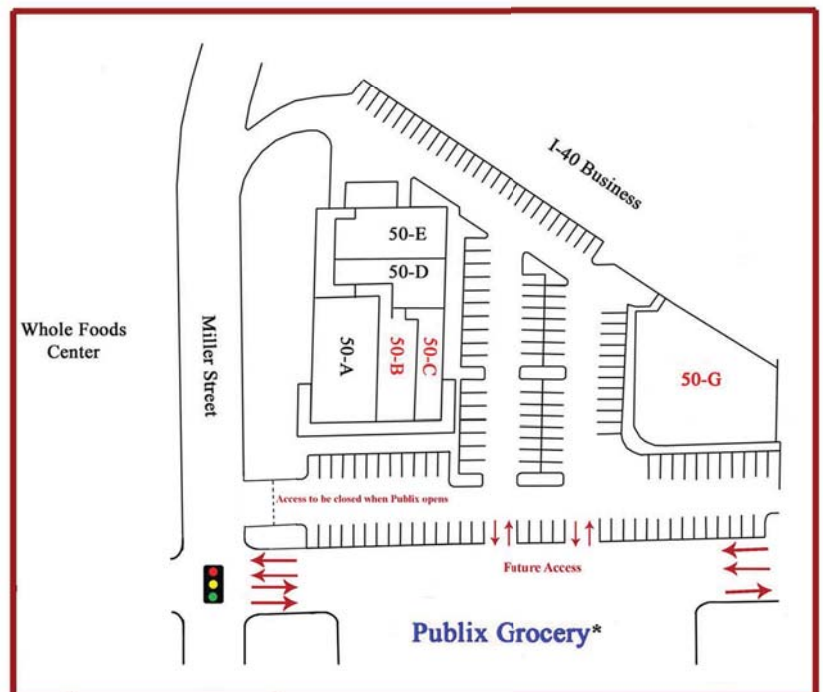 I-40 Business
50-E
50-D
Whole Foods
Center
Miller Street
50-A
50-B
50-C
50-G
Access to be closed when Publix opens
Future Access
Publix Grocery*